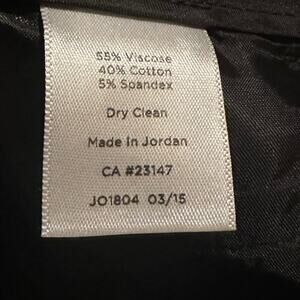 55% Viscose
40% Cotton
5% Spandex
Dry Clean
Made in Jordan
CA #23147
JO1804 03/15